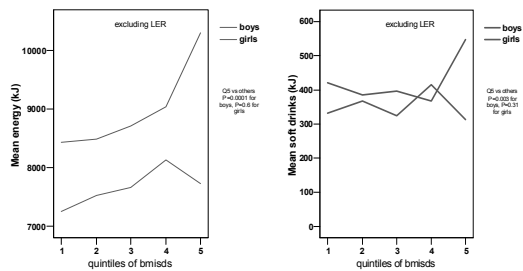 excluding LER
boys
girls
10000
9000
8000
7000
Mean energy (kJ)
Q5 vs others
P=0.0001 for
boys, P=0.6 for
girls
1 2 3 4 5
quintiles of bmisds
excluding LER
boys
girls
600
500
400
300
200
100
0
Mean soft drinks (kJ)
Q5 vs others
P=0.003 for
boys, P=0.31
for girls
1 2 3 4 5
quintiles of bmisds